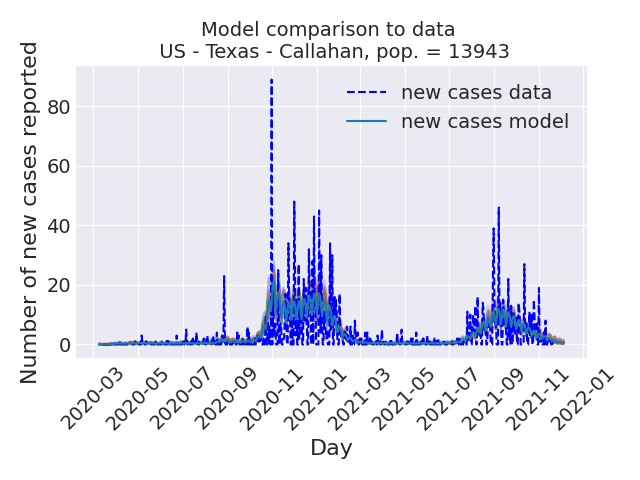 Model comparison to data
US - Texas - Callahan, pop. = 13943
Number of new cases reported
80
60
40
20
0
new cases data
new cases model
2020-03
2020-05
2020-07
2020-09
2020-11
2021-01
2021-03
2021-05
2021-07
2021-09
2021-11
2022-01
Day